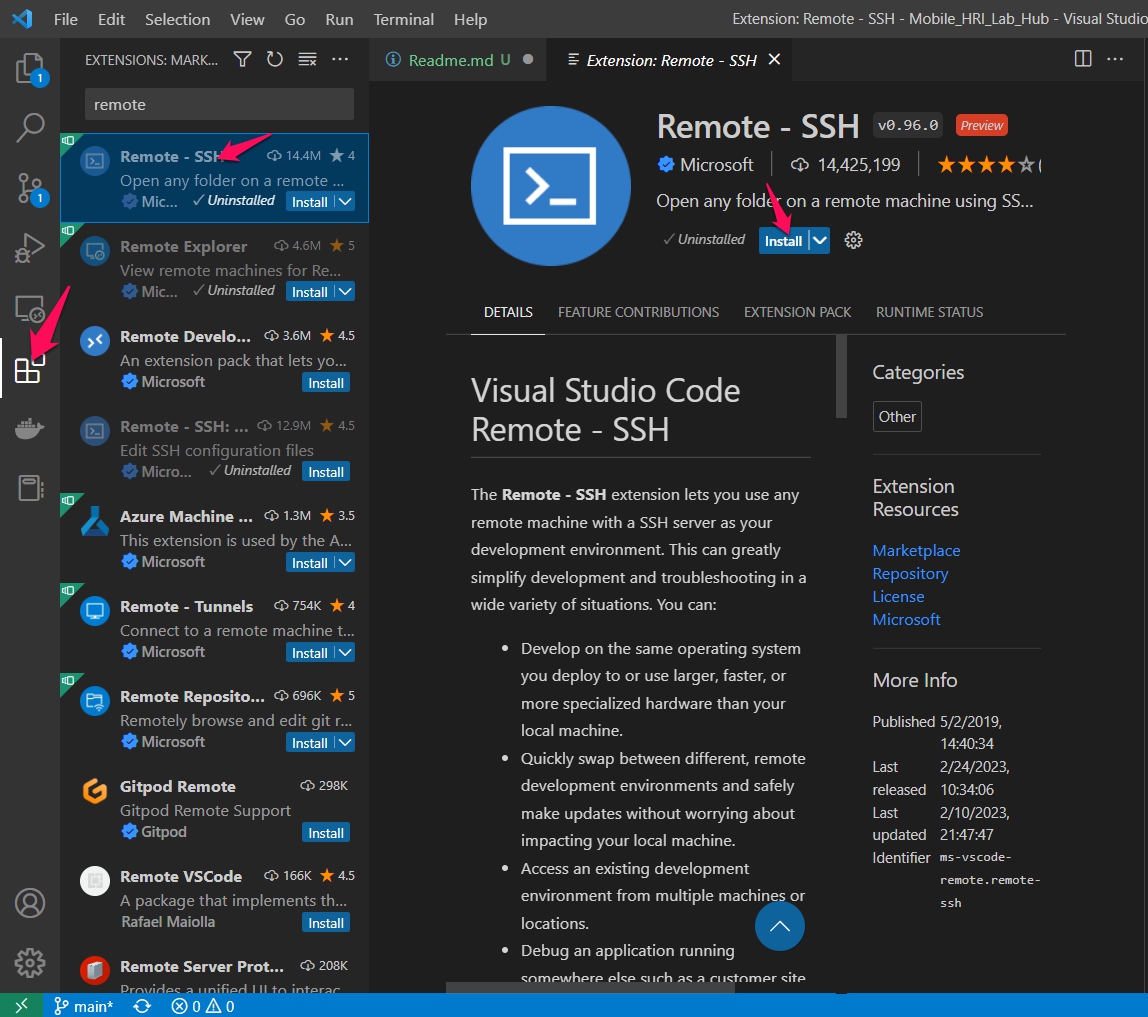 File Edit Selection View Go Run Terminal Help
Extension: Remote - SSH - Mobile_HRI_Lab_Hub - Visual Studio
EXTENSIONS: MARK...
remote
1
1
Remote - SSH 14.4M 4
Open any folder on a remote ...
Mic... Uninstalled Install
Remote Explorer 4.6M 5
View remote machines for Re...
Mic... Uninstalled Install
Remote Develo... 3.6M 4.5
An extension pack that lets yo...
Microsoft Install
Remote - SSH: ... 12.9M 4.5
Edit SSH configuration files
Micro... Uninstalled Install
Azure Machine ... 1.3M 3.5
This extension is used by the A...
Microsoft Install
Remote - Tunnels 754K 4
Connect to a remote machine t...
Microsoft Install
Remote Reposito... 696K 5
Remotely browse and edit git r...
Microsoft Install
Gitpod Remote 298K
Gitpod Remote Support
Gitpod Install
Remote VSCode 166K 4.5
A package that implements th...
Rafael Maiolla Install
Remote Server Prot... 208K
Provides a unified UI to interac...
Readme.md U
Extension: Remote - SSH
Remote - SSH v0.96.0 Preview
Microsoft 14,425,199 (
Open any folder on a remote machine using SS...
Uninstalled Install
DETAILS FEATURE CONTRIBUTIONS EXTENSION PACK RUNTIME STATUS
Visual Studio Code
Remote - SSH
The Remote - SSH extension lets you use any
remote machine with a SSH server as your
development environment. This can greatly
simplify development and troubleshooting in a
wide variety of situations. You can:
• Develop on the same operating system
you deploy to or use larger, faster, or
more specialized hardware than your
local machine.
• Quickly swap between different, remote
development environments and safely
make updates without worrying about
impacting your local machine.
• Access an existing development
environment from multiple machines or
locations.
• Debug an application running
somewhere else such as a customer site
Categories
Other
Extension
Resources
Marketplace
Repository
License
Microsoft
More Info
Published 5/2/2019,
14:40:34
Last 2/24/2023,
released 10:34:06
Last 2/10/2023,
updated 21:47:47
Identifier ms-vscode-
remote.remote-
ssh
main* 0 0